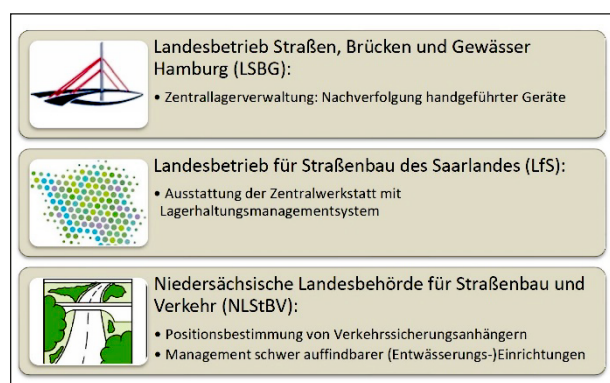 Landesbetrieb Straßen, Brücken und Gewässer
Hamburg (LSBG):
• Zentrallagerverwaltung: Nachverfolgung handgeführter Geräte
Landesbetrieb für Straßenbau des Saarlandes (LfS):
• Ausstattung der Zentralwerkstatt mit
Lagerhaltungsmanagementsystem
Niedersächsische Landesbehörde für Straßenbau und
Verkehr (NLStBV):
• Positionsbestimmung von Verkehrssicherungsanhängern
• Management schwer auffindbarer (Entwässerungs-)Einrichtungen